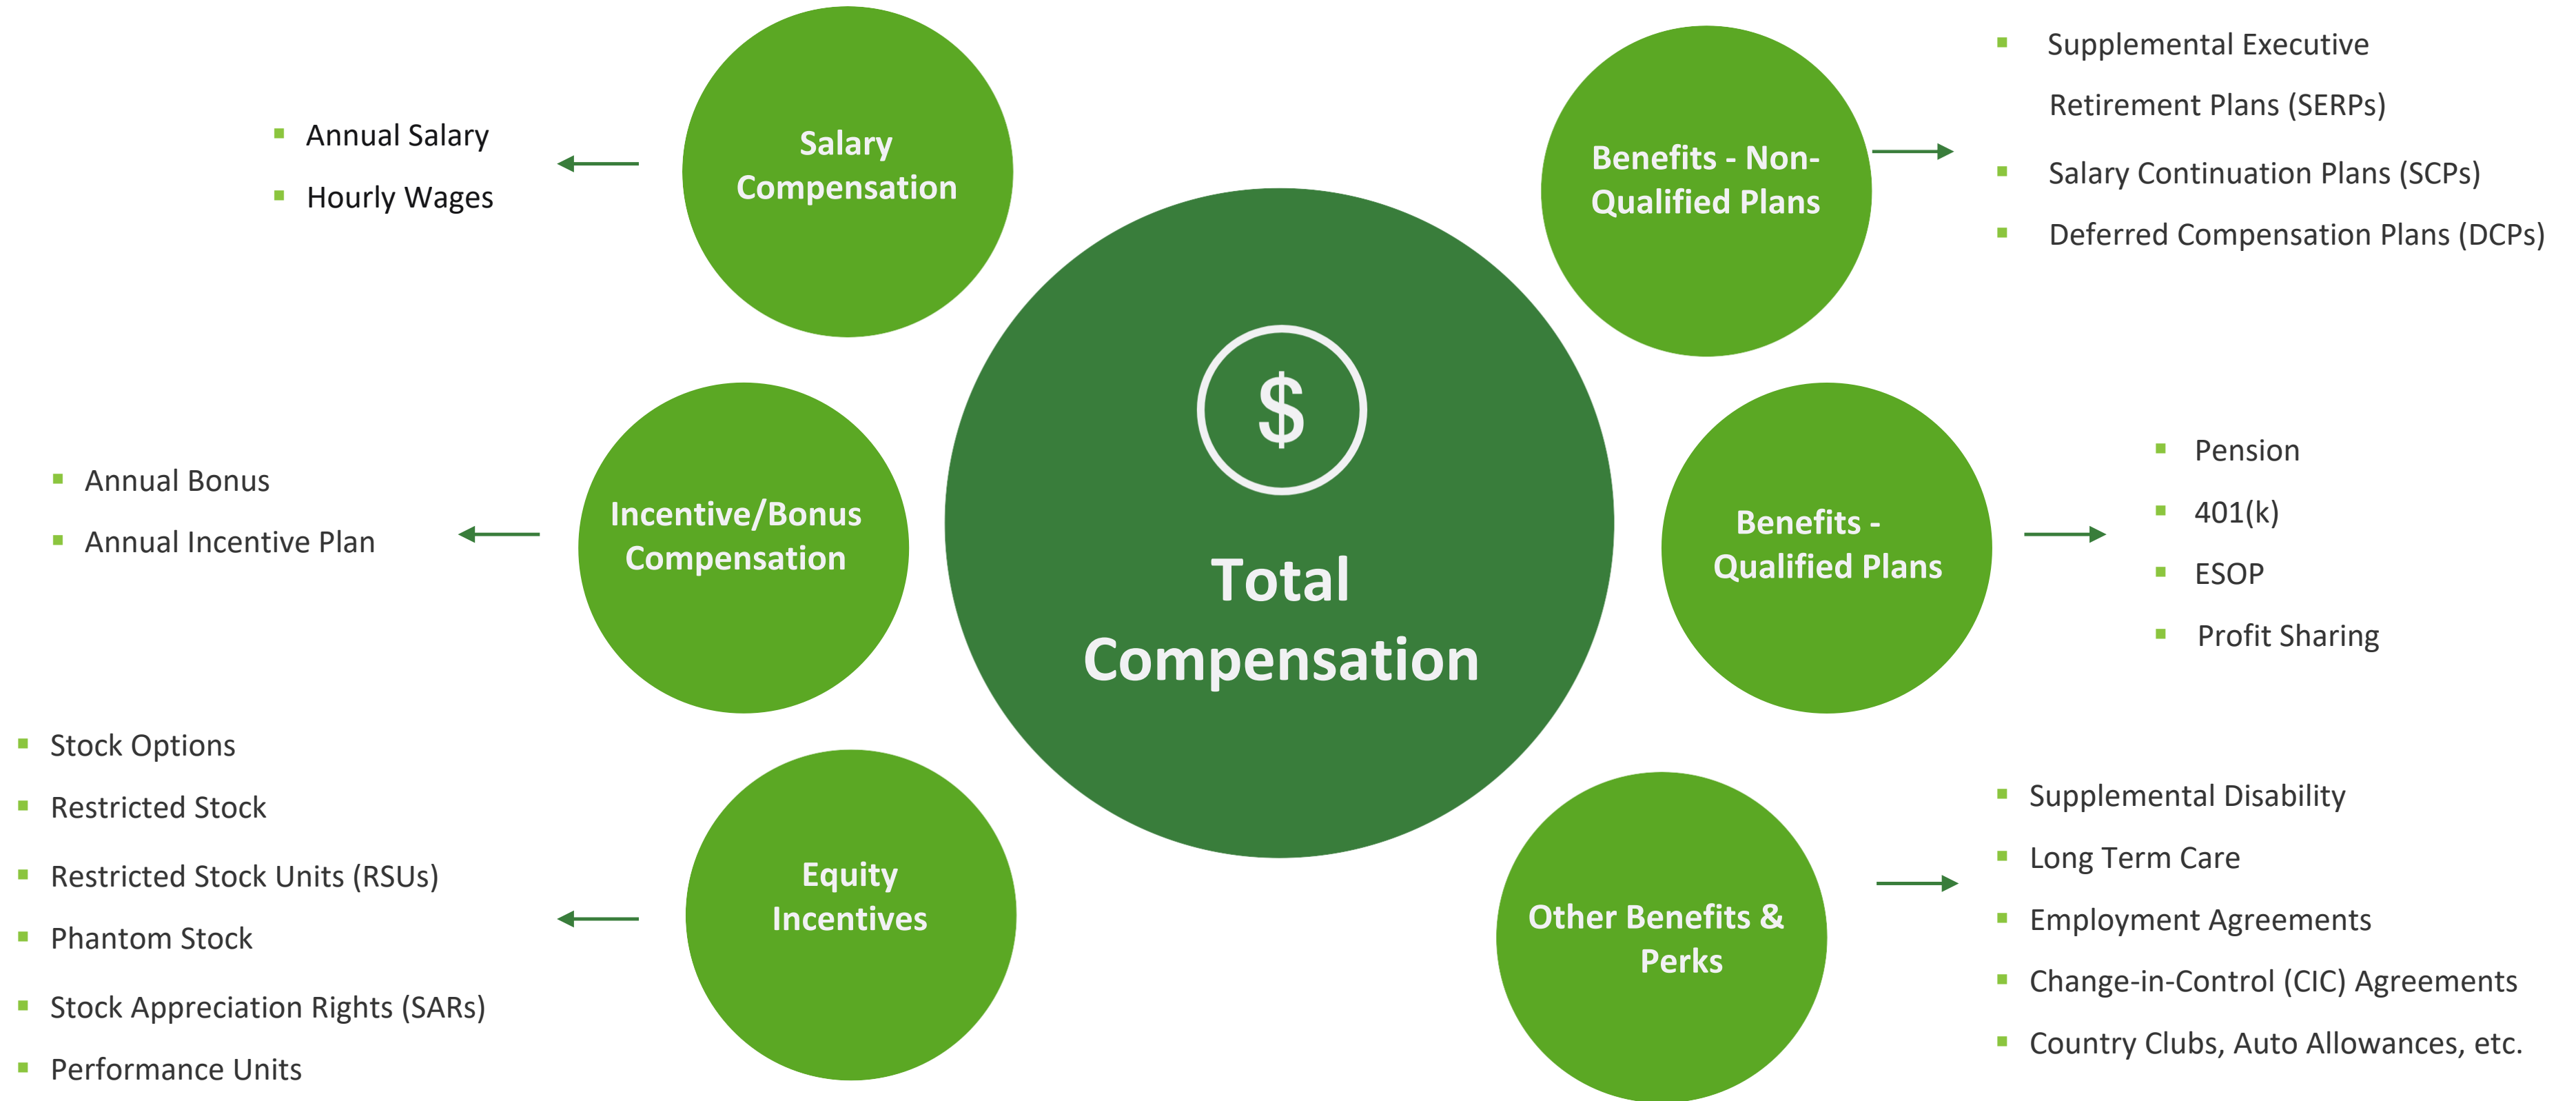 Salary
Compensation
Annual Salary
Hourly Wages
Incentive/Bonus
Compensation
Annual Bonus
Annual Incentive Plan
Equity
Incentives
Stock Options
Restricted Stock
Restricted Stock Units (RSUs)
Phantom Stock
Stock Appreciation Rights (SARs)
Performance Units
$
Total
Compensation
Benefits - Non-
Qualified Plans
Supplemental Executive
Retirement Plans (SERPs)
Salary Continuation Plans (SCPs)
Deferred Compensation Plans (DCPs)
Benefits -
Qualified Plans
Pension
401(k)
ESOP
Profit Sharing
Other Benefits &
Perks
Supplemental Disability
Long Term Care
Employment Agreements
Change-in-Control (CIC) Agreements
Country Clubs, Auto Allowances, etc.